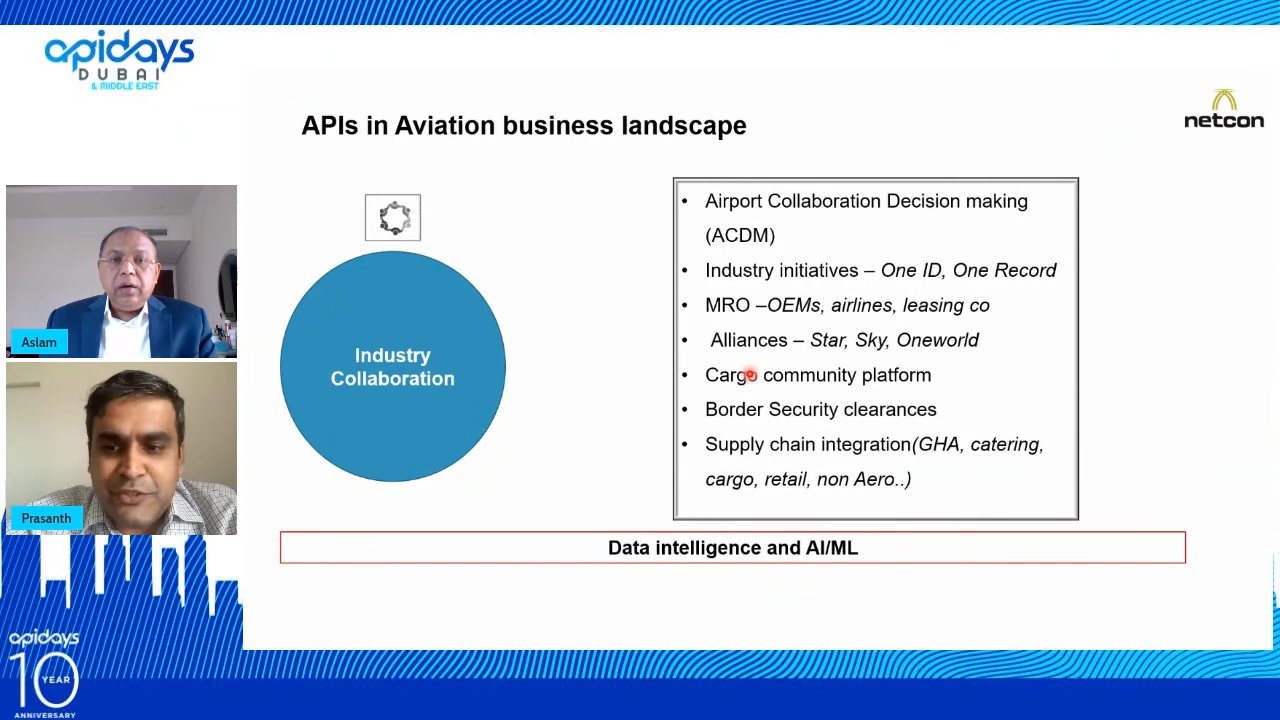 apidays
DUBAI
& MIDDLE EAST
netcon
APIs in Aviation business landscape
Aslam
Prasanth
Industry
Collaboration
• Airport Collaboration Decision making
(ACDM)
• Industry initiatives – One ID, One Record
• MRO –OEMs, airlines, leasing co
• Alliances – Star, Sky, Oneworld
• Cargo community platform
• Border Security clearances
• Supply chain integration(GHA, catering,
cargo, retail, non Aero..)
Data intelligence and AI/ML
apidays
10
YEAR
ANNIVERSARY